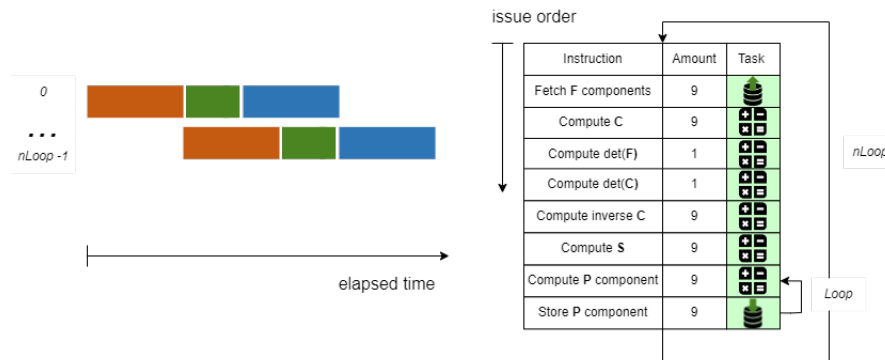 issue order
0
...
nLoop -1
elapsed time
Instruction Amount Task
Fetch F components 9
Compute C 9
Compute det(F) 1
Compute det(C) 1
Compute inverse C 9
Compute S 9
Compute P component 9
Store P component 9
nLoop
Loop